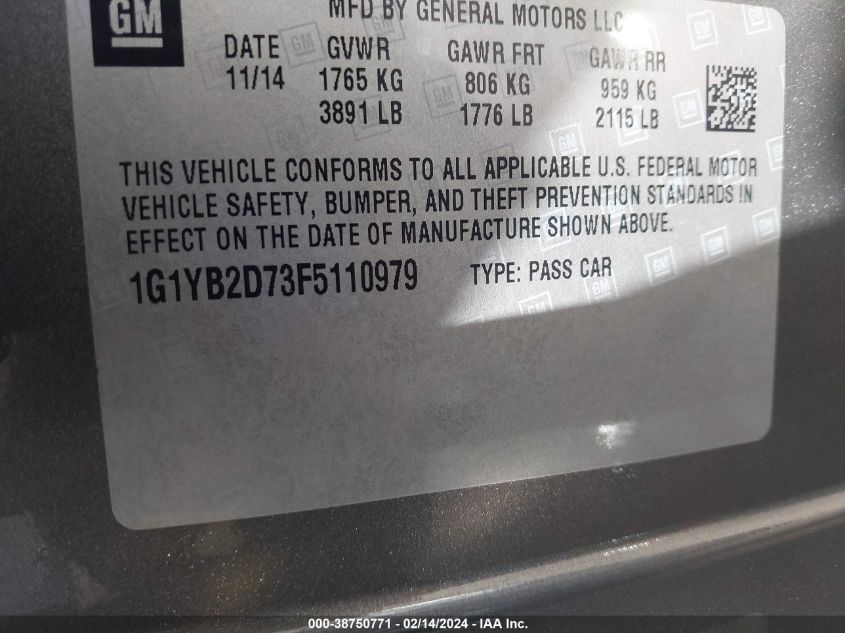 GM
MFD BY GENERAL MOTORS LLC
DATE GVWR GAWR FRT GAWR RR
11/14 1765 KG 806 KG 959 KG
3891 LB 1776 LB 2115 LB
THIS VEHICLE CONFORMS TO ALL APPLICABLE U.S. FEDERAL MOTOR
VEHICLE SAFETY, BUMPER, AND THEFT PREVENTION STANDARDS IN
EFFECT ON THE DATE OF MANUFACTURE SHOWN ABOVE.
1G1YB2D73F5110979 TYPE: PASS CAR
000-38750771 - 02/14/2024 - IAA Inc.